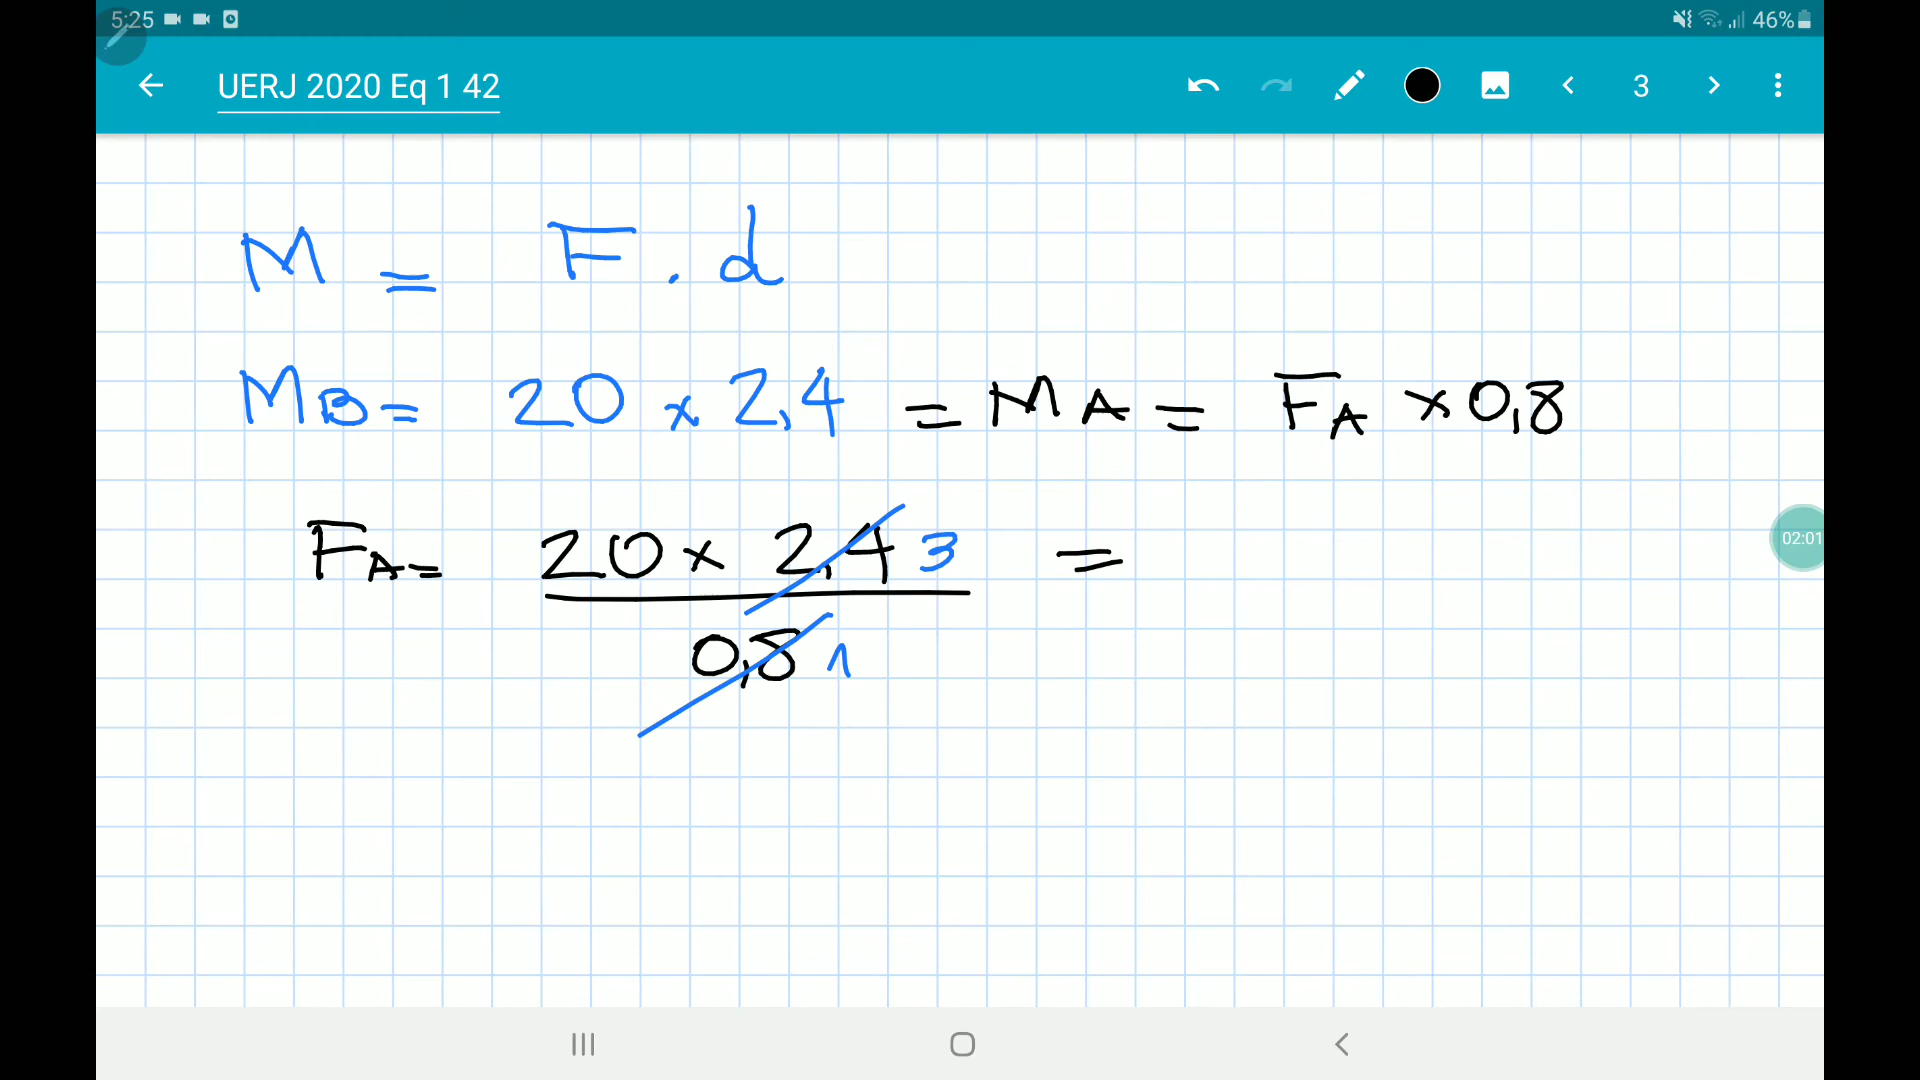 5:25 46%
UERJ 2020 Eq 1 42 3
M = F . d
MB = 20 x 2,4 = MA = FA x 0,8
FA = 20 x 2,4 3 =
0,8 1
02:01